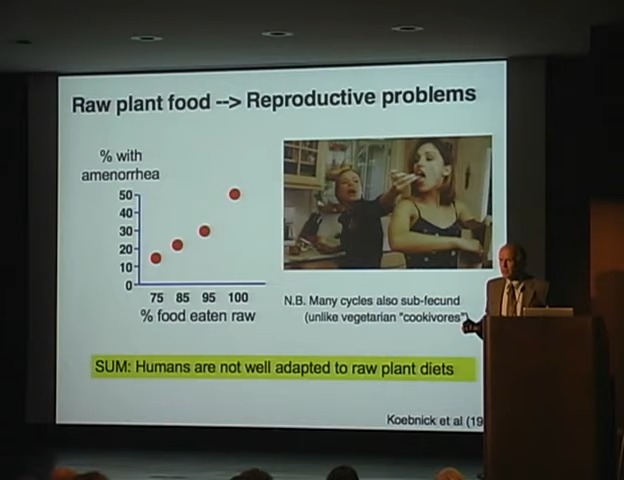 Raw plant food --> Reproductive problems
% with
amenorrhea
50
40
30
20
10
0
75 85 95 100
% food eaten raw
N.B. Many cycles also sub-fecund
(unlike vegetarian "cookivores")
SUM: Humans are not well adapted to raw plant diets
Koebnick et al (19